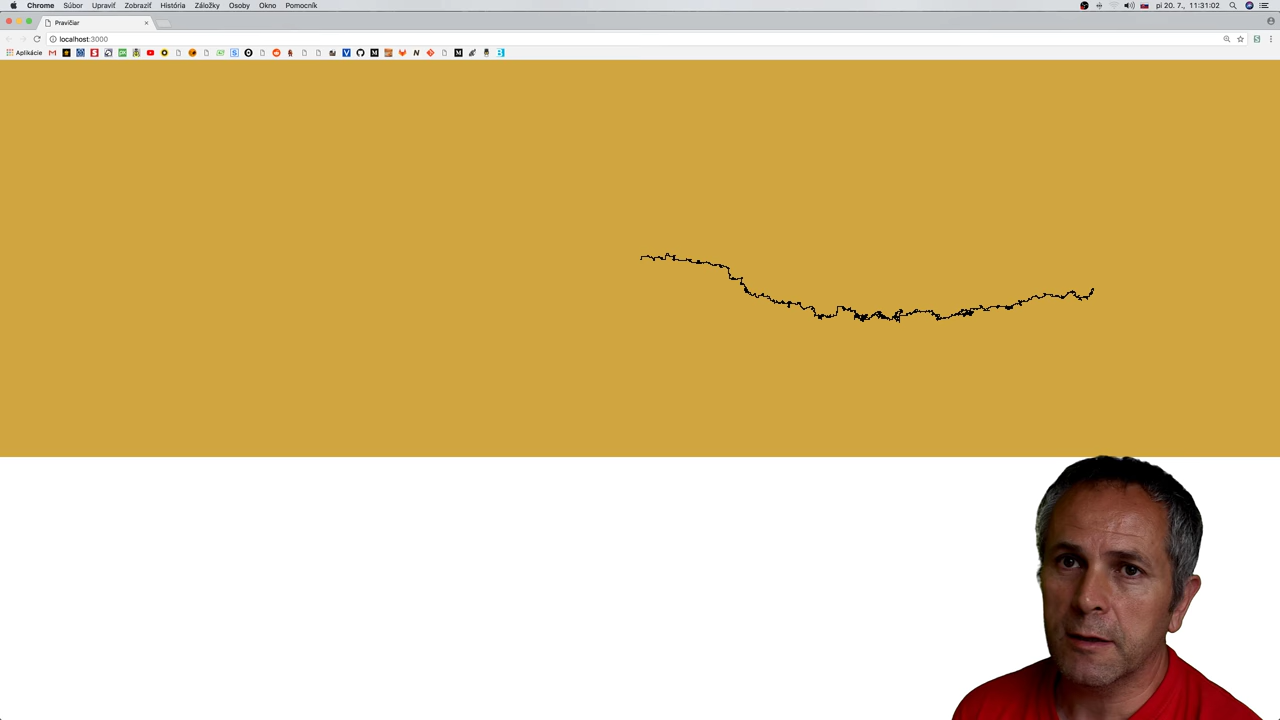 Chrome Súbor Upraviť Zobraziť História Záložky Osoby Okno Pomocník pi 20. 7., 11:31:02
Pravičiar
localhost:3000
Aplikácie